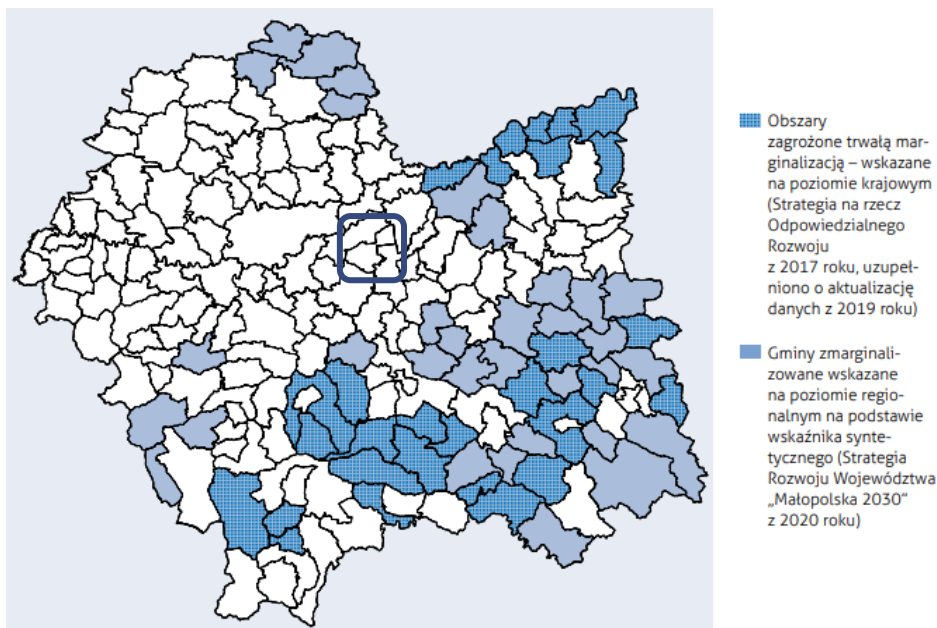 Obszary
zagrożone trwałą mar-
ginalizacją – wskazane
na poziomie krajowym
(Strategia na rzecz
Odpowiedzialnego
Rozwoju
z 2017 roku, uzupeł-
niono o aktualizację
danych z 2019 roku)
Gminy zmarginali-
zowane wskazane
na poziomie regio-
nalnym na podstawie
wskaźnika synte-
tycznego (Strategia
Rozwoju Województwa
„Małopolska 2030”
z 2020 roku)